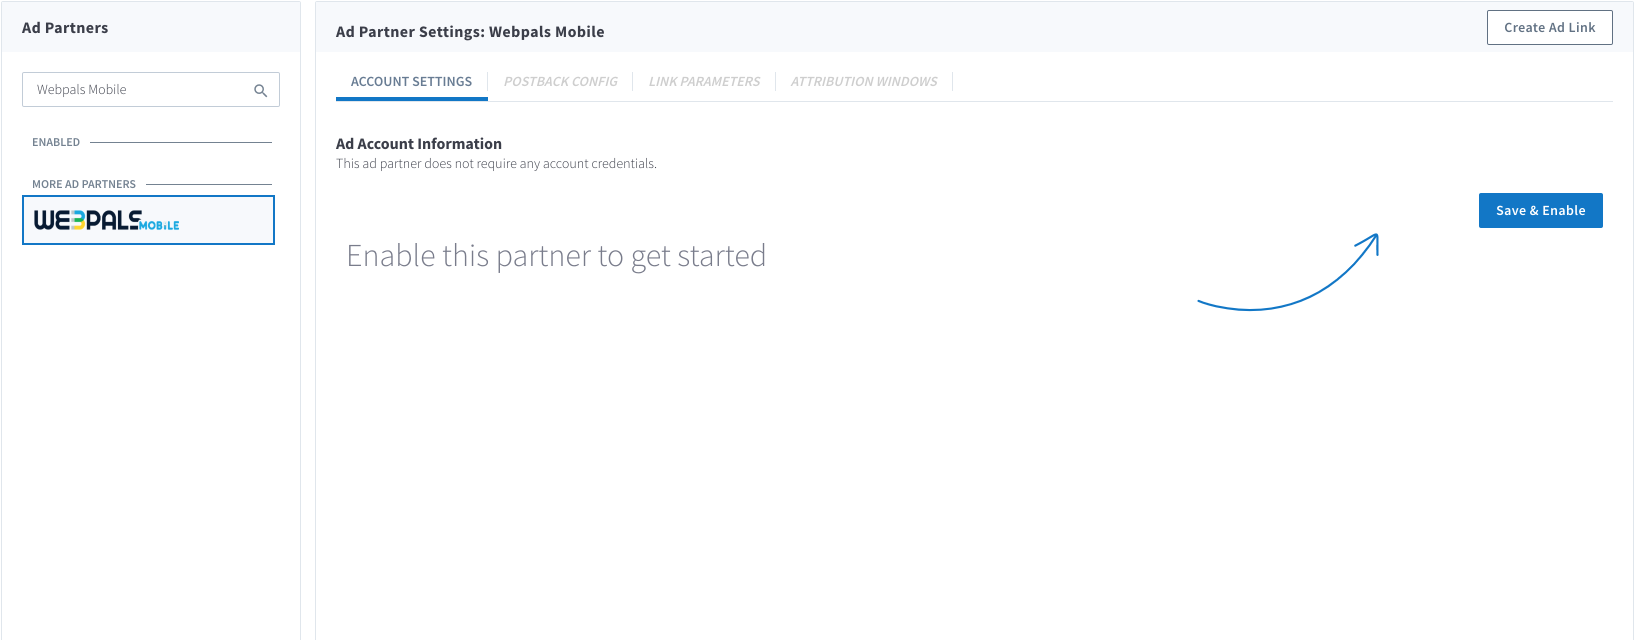 Ad Partners
Webpals Mobile
ENABLED
MORE AD PARTNERS
WEBPALS MOBILE
Ad Partner Settings: Webpals Mobile
Create Ad Link
ACCOUNT SETTINGS
POSTBACK CONFIG
LINK PARAMETERS
ATTRIBUTION WINDOWS
Ad Account Information
This ad partner does not require any account credentials.
Save & Enable
Enable this partner to get started